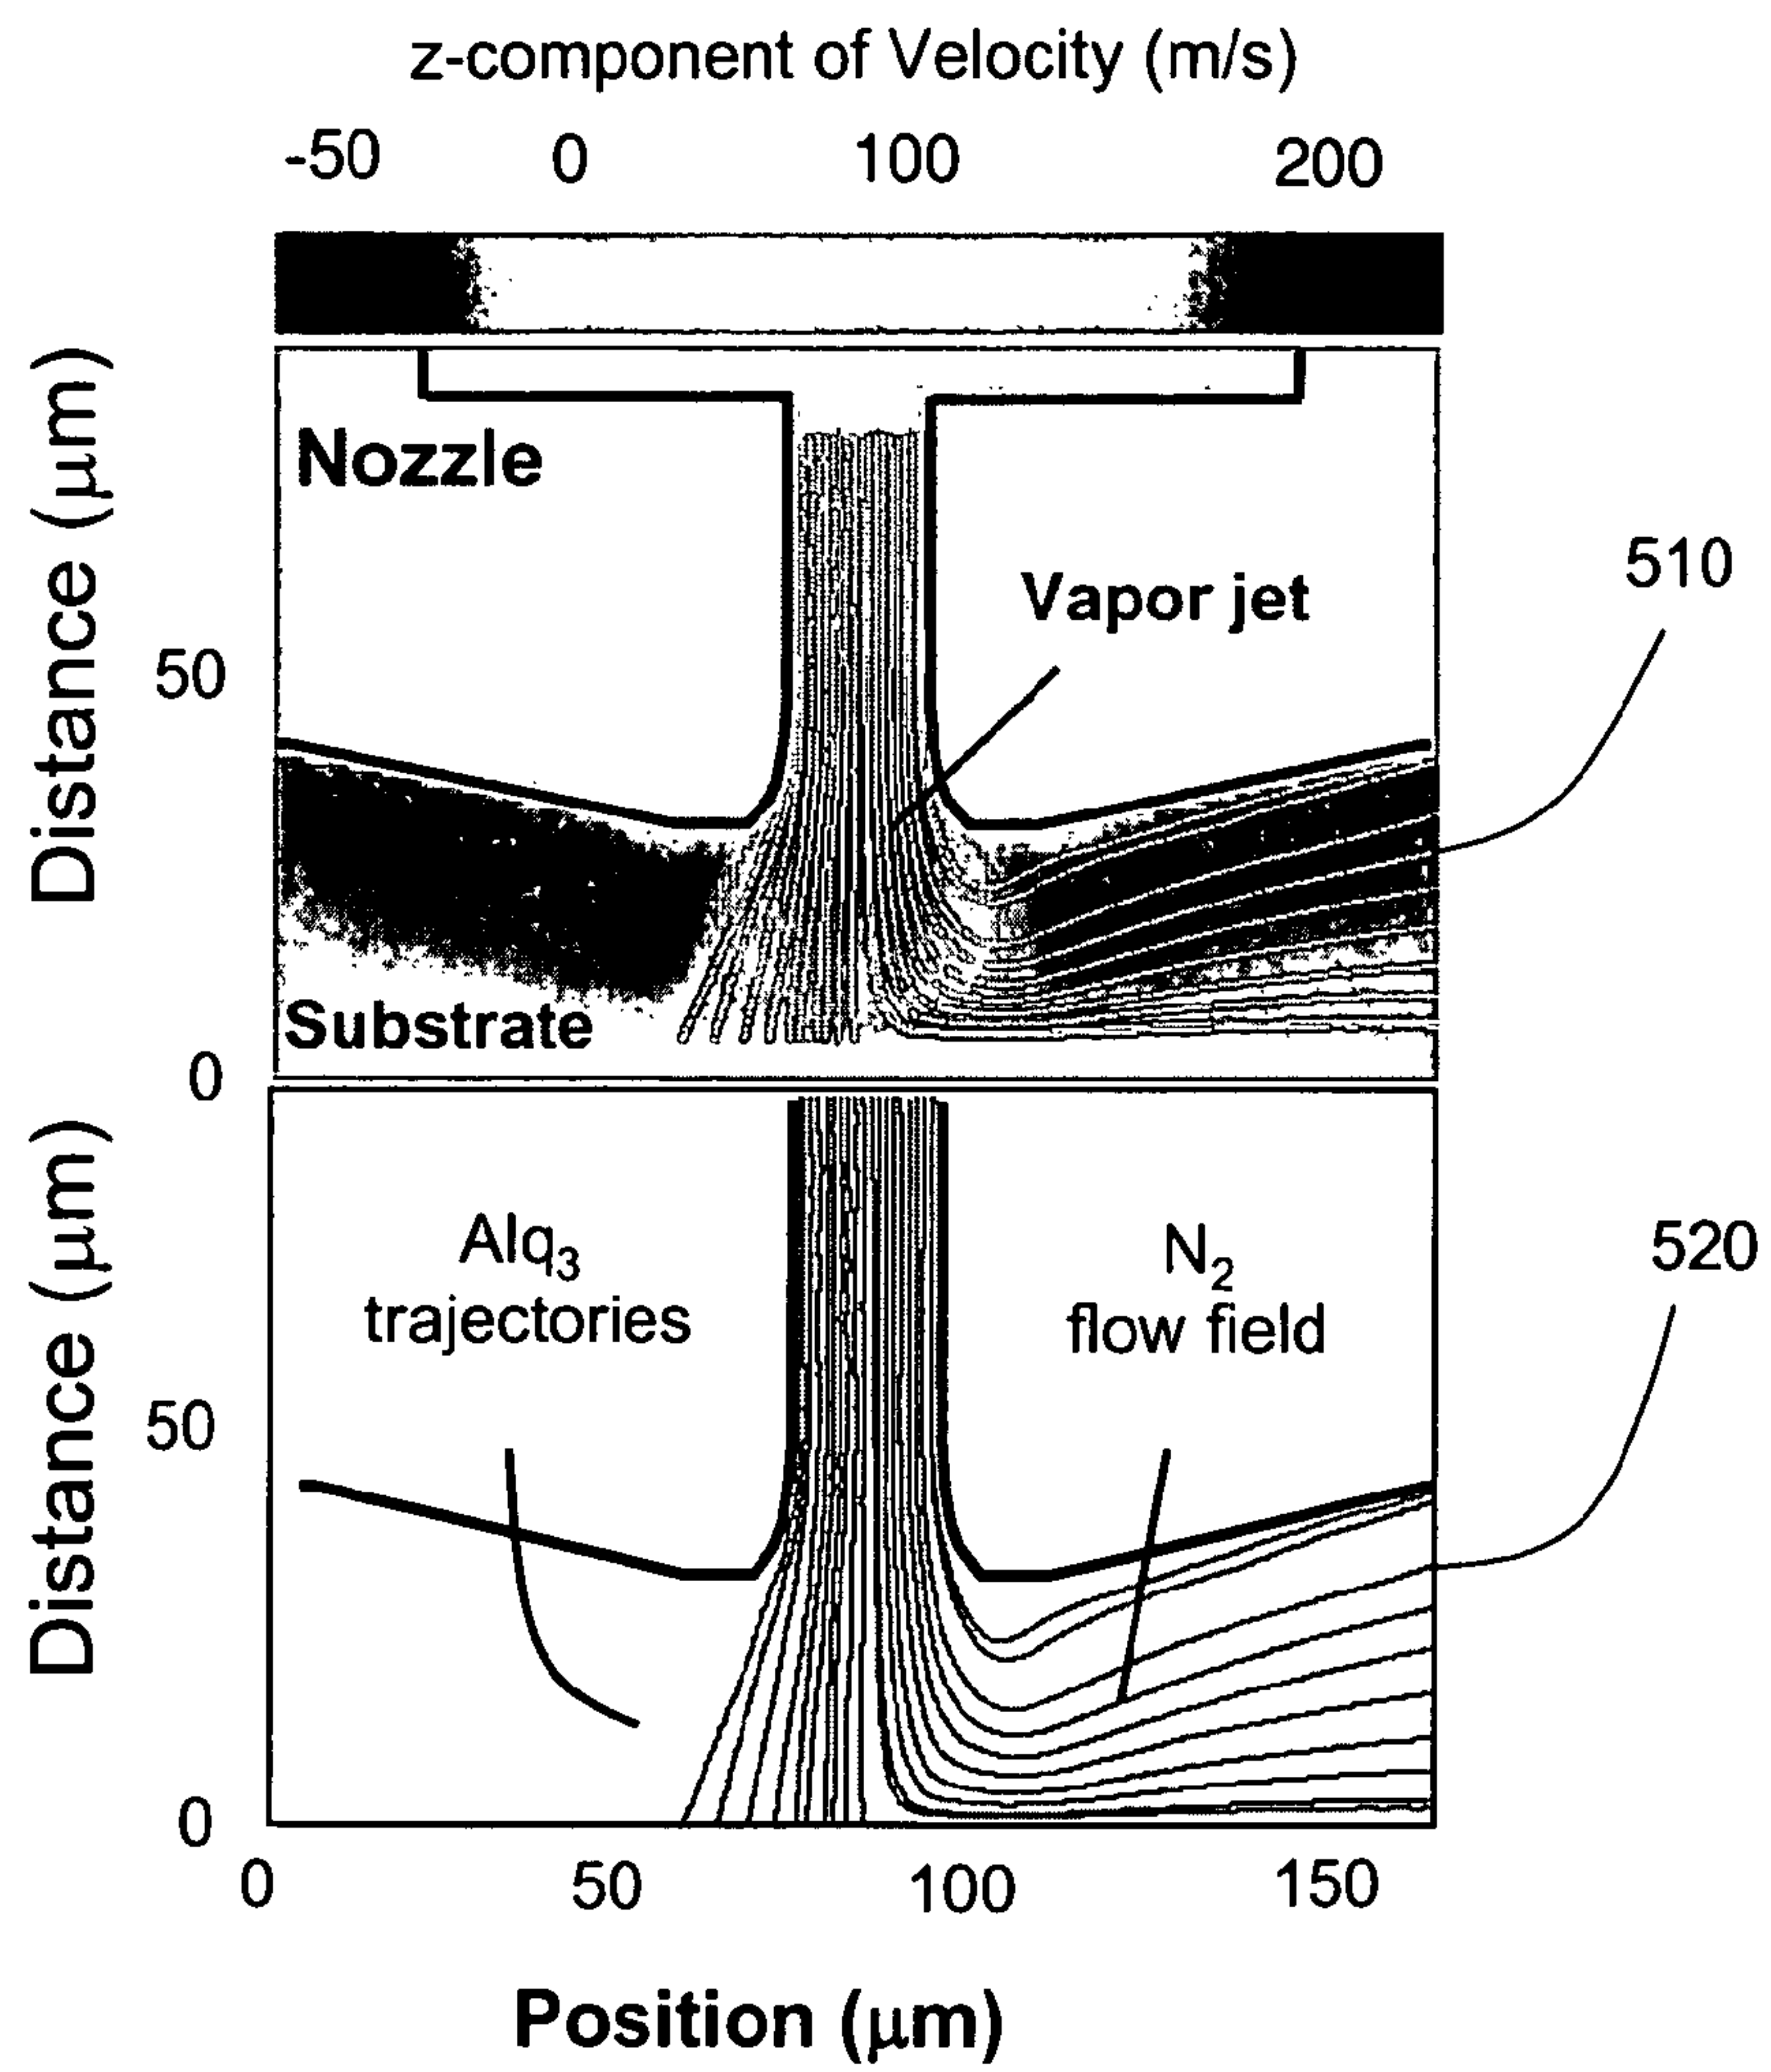 z-component of Velocity (m/s)
-50 0 100 200
Distance (μm)
Nozzle
510
Vapor jet
50
Substrate
0
Distance (μm)
Alq3
trajectories
N2
flow field
520
50
0
0 50 100 150
Position (μm)